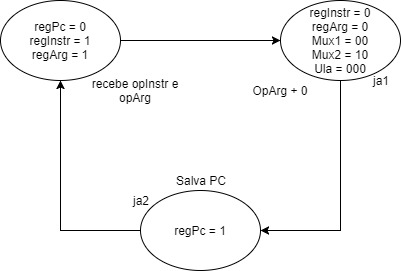 regPc = 0
regInstr = 1
regArg = 1
recebe opInstr e
opArg
regInstr = 0
regArg = 0
Mux1 = 00
Mux2 = 10
Ula = 000
ja1
OpArg + 0
Salva PC
ja2
regPc = 1